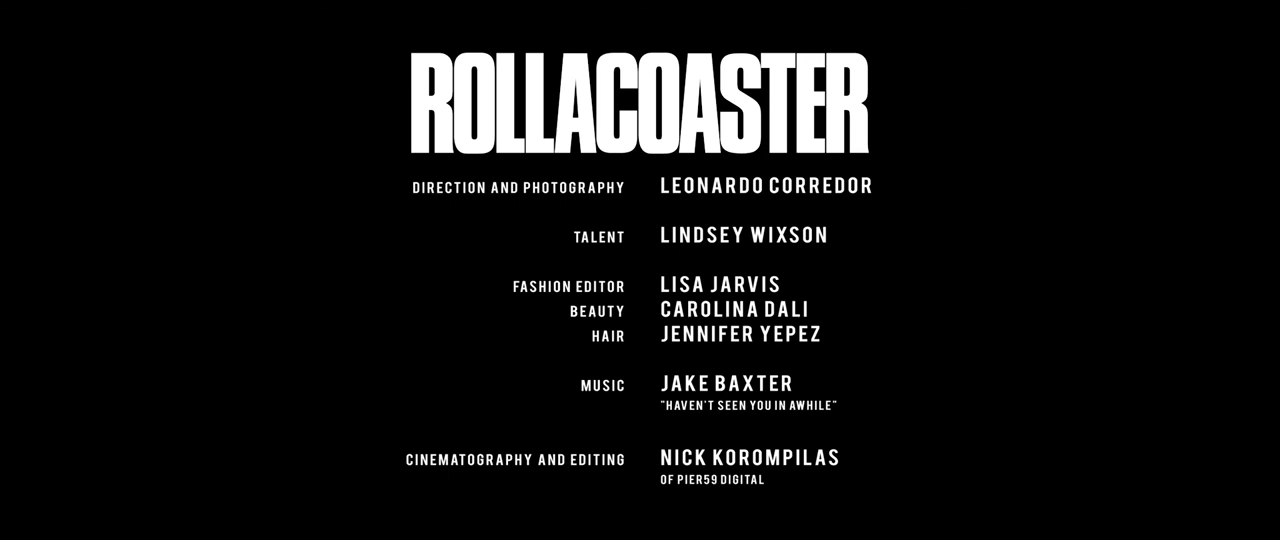 ROLLACOASTER
DIRECTION AND PHOTOGRAPHY LEONARDO CORREDOR
TALENT LINDSEY WIXSON
FASHION EDITOR LISA JARVIS
BEAUTY CAROLINA DALI
HAIR JENNIFER YEPEZ
MUSIC JAKE BAXTER
"HAVEN'T SEEN YOU IN AWHILE"
CINEMATOGRAPHY AND EDITING NICK KOROMPILAS
OF PIER59 DIGITAL